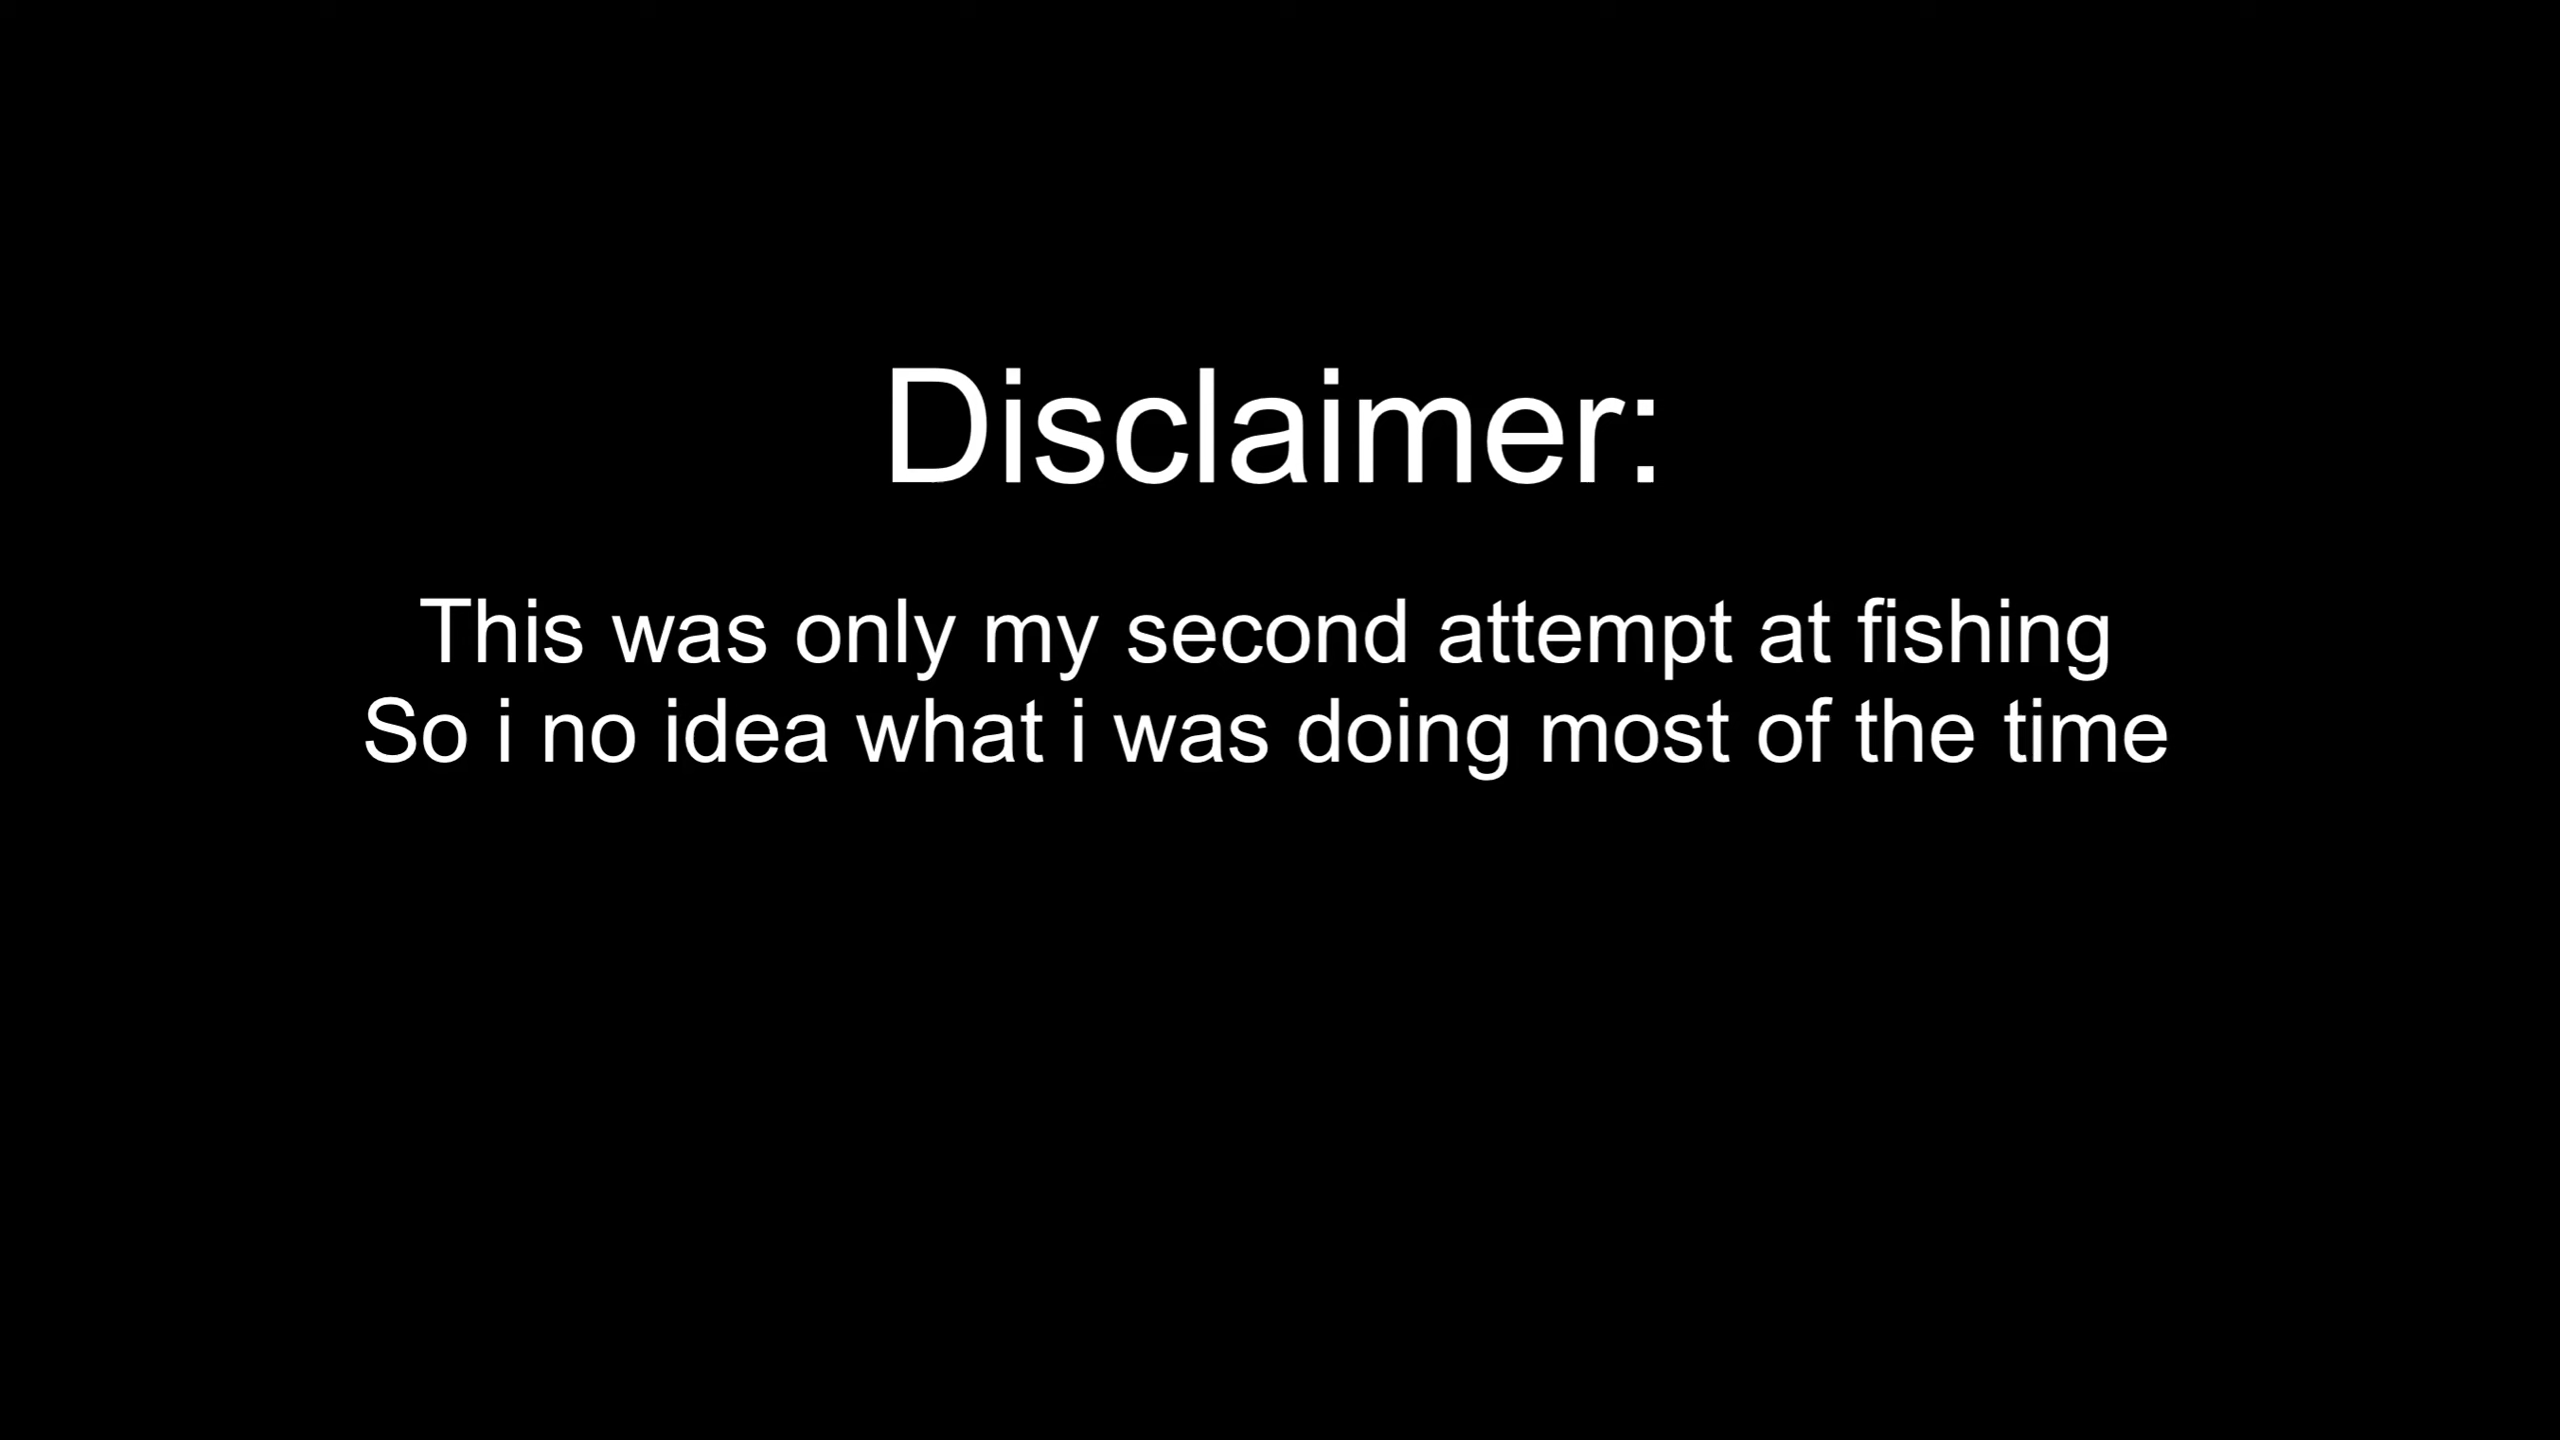 Disclaimer:
This was only my second attempt at fishing
So i no idea what i was doing most of the time